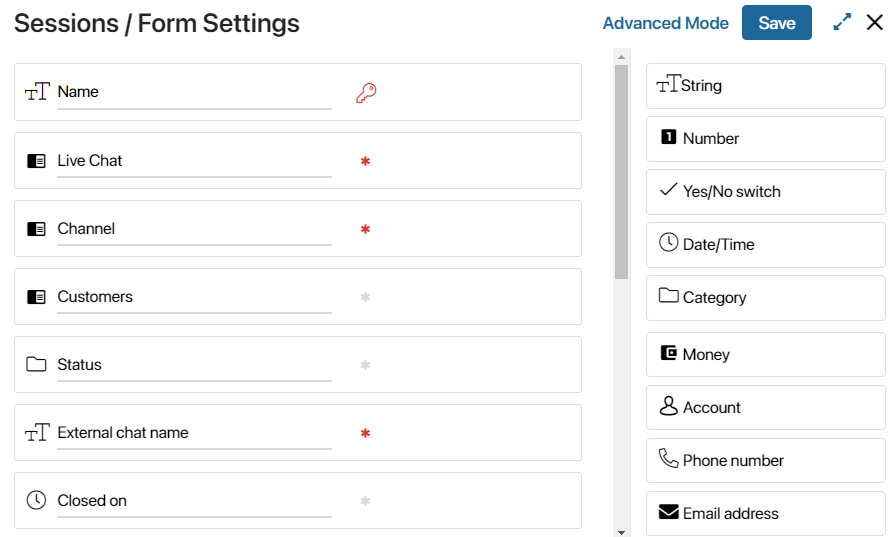 Sessions / Form Settings
Advanced Mode
Save
Name
Live Chat
Channel
Customers
Status
External chat name
Closed on
String
Number
Yes/No switch
Date/Time
Category
Money
Account
Phone number
Email address